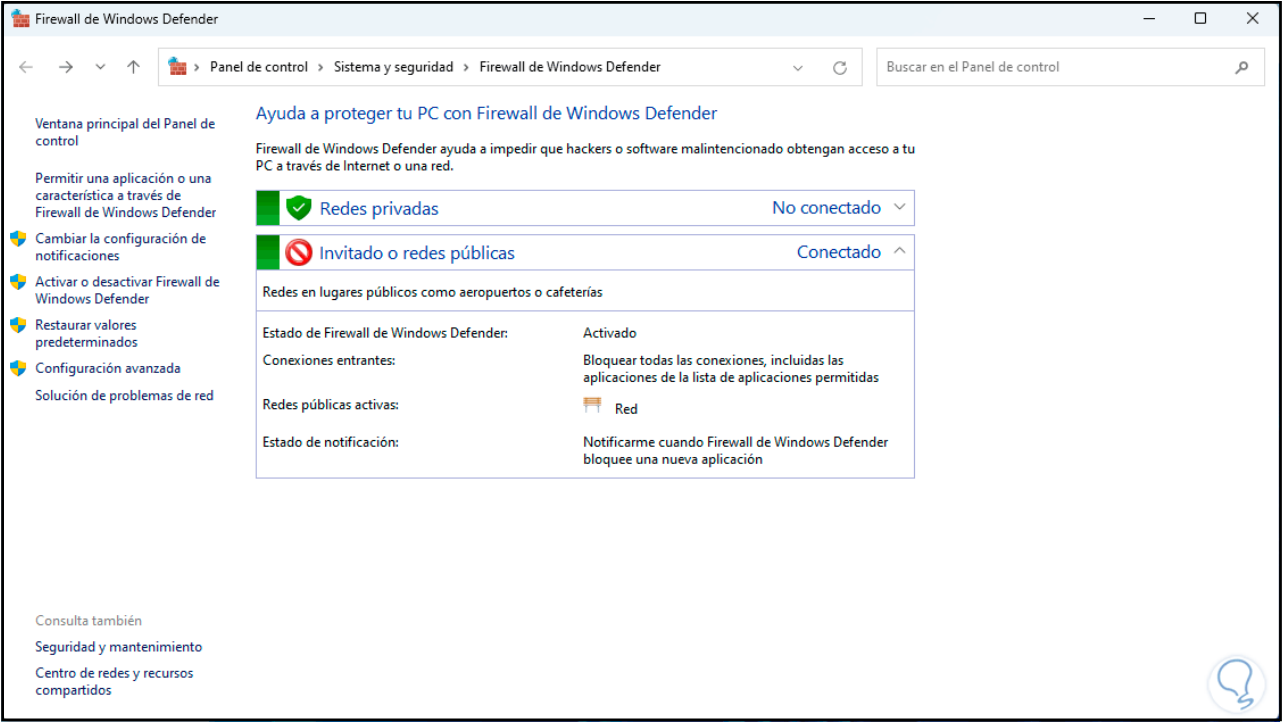 Firewall de Windows Defender
Panel de control > Sistema y seguridad > Firewall de Windows Defender
Buscar en el Panel de control
Ventana principal del Panel de
control
Permitir una aplicación o una
característica a través de
Firewall de Windows Defender
Cambiar la configuración de
notificaciones
Activar o desactivar Firewall de
Windows Defender
Restaurar valores
predeterminados
Configuración avanzada
Solución de problemas de red
Ayuda a proteger tu PC con Firewall de Windows Defender
Firewall de Windows Defender ayuda a impedir que hackers o software malintencionado obtengan acceso a tu
PC a través de Internet o una red.
Redes privadas No conectado
Invitado o redes públicas Conectado
Redes en lugares públicos como aeropuertos o cafeterías
Estado de Firewall de Windows Defender: Activado
Conexiones entrantes: Bloquear todas las conexiones, incluidas las
aplicaciones de la lista de aplicaciones permitidas
Redes públicas activas: Red
Estado de notificación: Notificarme cuando Firewall de Windows Defender
bloquee una nueva aplicación
Consulta también
Seguridad y mantenimiento
Centro de redes y recursos
compartidos